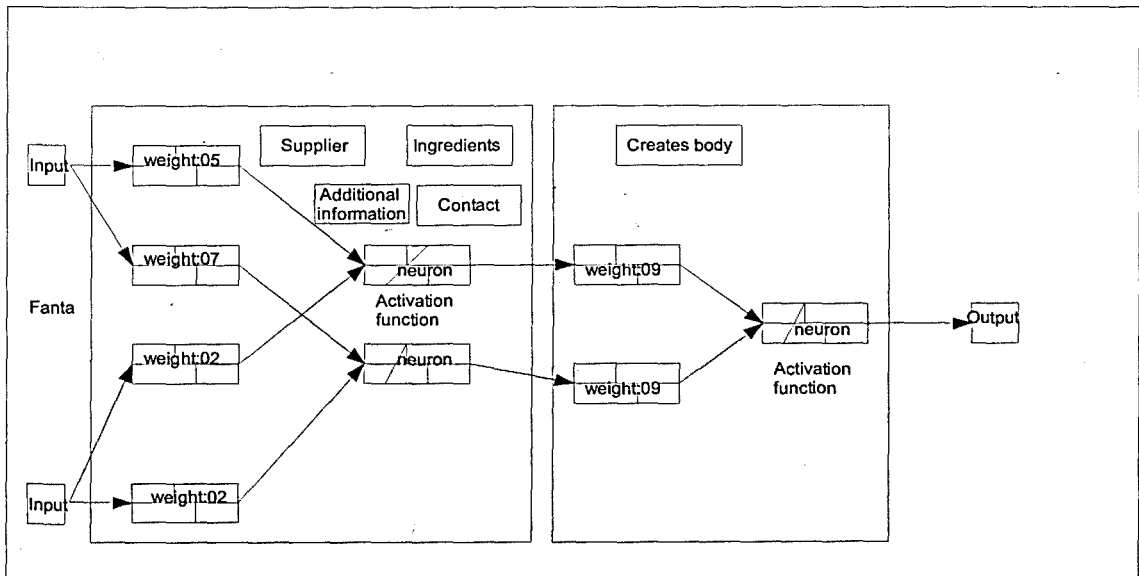 Supplier
Ingredients
Creates body
Input
weight:05
Additional
information
Contact
weight:07
neuron
weight:09
Fanta
Activation
function
neuron
Output
weight:02
neuron
Activation
function
weight:09
Input
weight:02